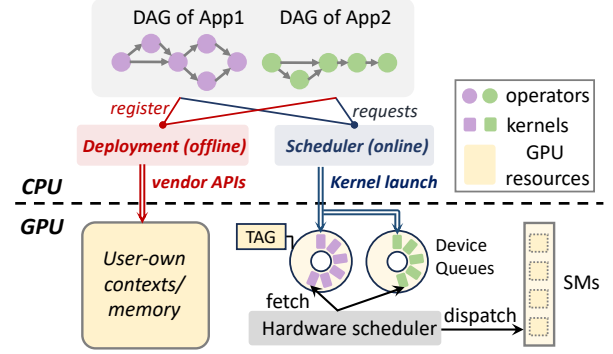 DAG of App1
DAG of App2
register
requests
operators
kernels
GPU
resources
Deployment (offline)
Scheduler (online)
vendor APIs
Kernel launch
CPU
GPU
TAG
User-own
contexts/
memory
Device
Queues
SMs
fetch
dispatch
Hardware scheduler